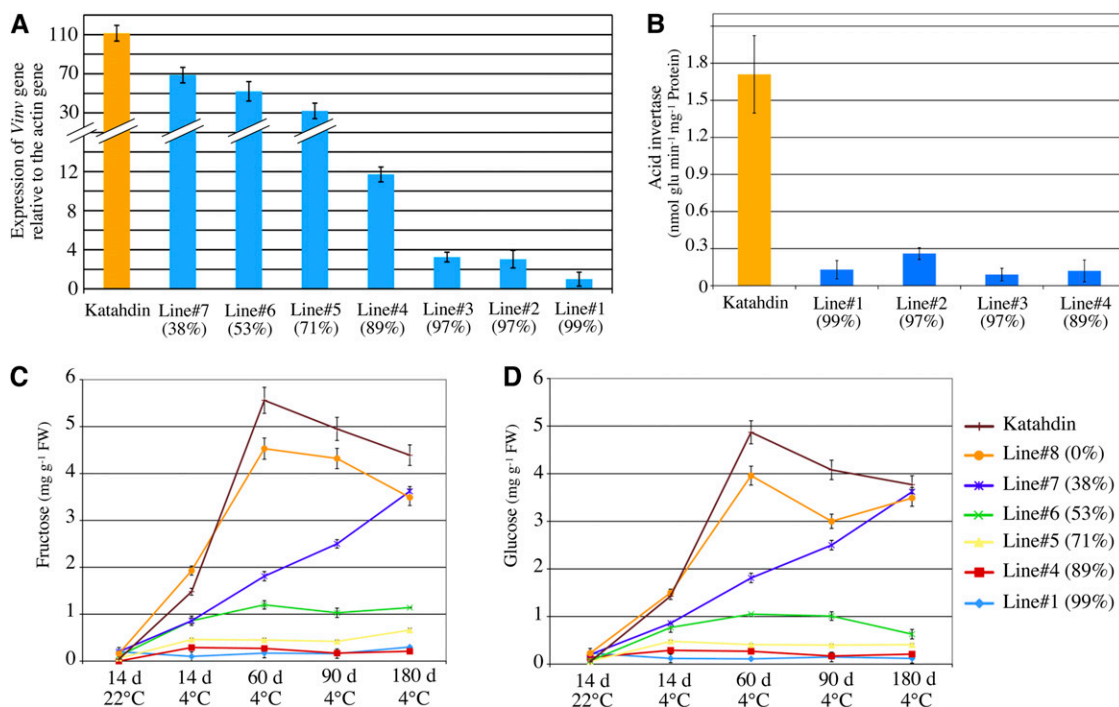 A
Expression of Vinv gene
relative to the actin gene
110
70
30
12
8
4
0
Katahdin Line#7 Line#6 Line#5 Line#4 Line#3 Line#2 Line#1
(38%) (53%) (71%) (89%) (97%) (97%) (99%)
B
Acid invertase
(nmol glu min⁻¹ mg⁻¹ Protein)
1.8
1.5
1.2
0.9
0.6
0.3
0
Katahdin Line#1 Line#2 Line#3 Line#4
(99%) (97%) (97%) (89%)
C
Fructose (mg g⁻¹ FW)
6
5
4
3
2
1
0
14 d 14 d 60 d 90 d 180 d
22°C 4°C 4°C 4°C 4°C
D
Glucose (mg g⁻¹ FW)
6
5
4
3
2
1
0
14 d 14 d 60 d 90 d 180 d
22°C 4°C 4°C 4°C 4°C
Katahdin
Line#8 (0%)
Line#7 (38%)
Line#6 (53%)
Line#5 (71%)
Line#4 (89%)
Line#1 (99%)